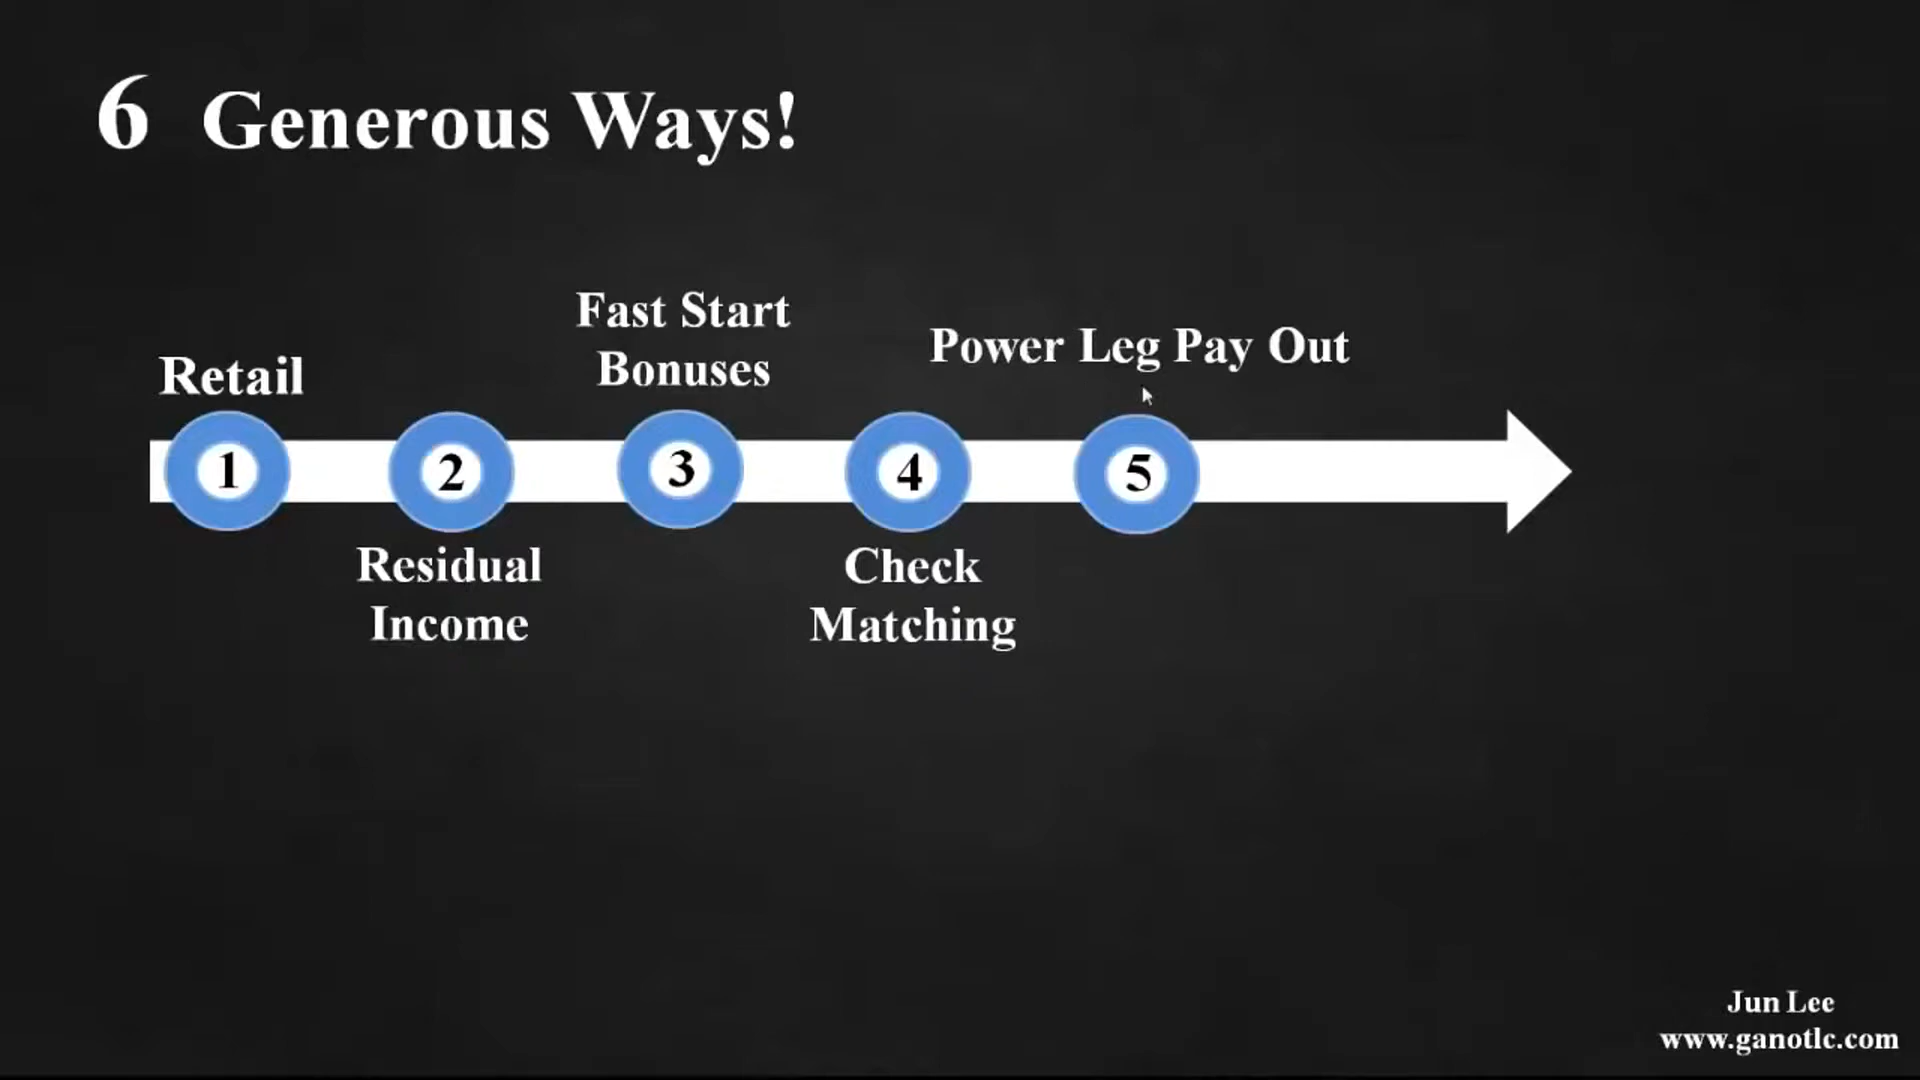 6 Generous Ways!
Retail
Fast Start
Bonuses
Power Leg Pay Out
1
2
3
4
5
Residual
Income
Check
Matching
Jun Lee
www.ganotlc.com